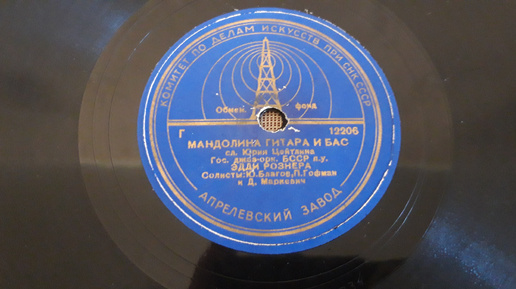 КОМИТЕТ ПО ДЕЛАМ ИСКУССТВ ПРИ СНК СССР
Обмен. фонд
Г 12206
МАНДОЛИНА ГИТАРА И БАС
сл. Юрия Цейтлина
Гос. джаз-орк. БССР п.у.
ЭДДИ РОЗНЕРА
Солисты: Ю. Благов, П. Гофман
и Д. Маркевич
АПРЕЛЕВСКИЙ ЗАВОД